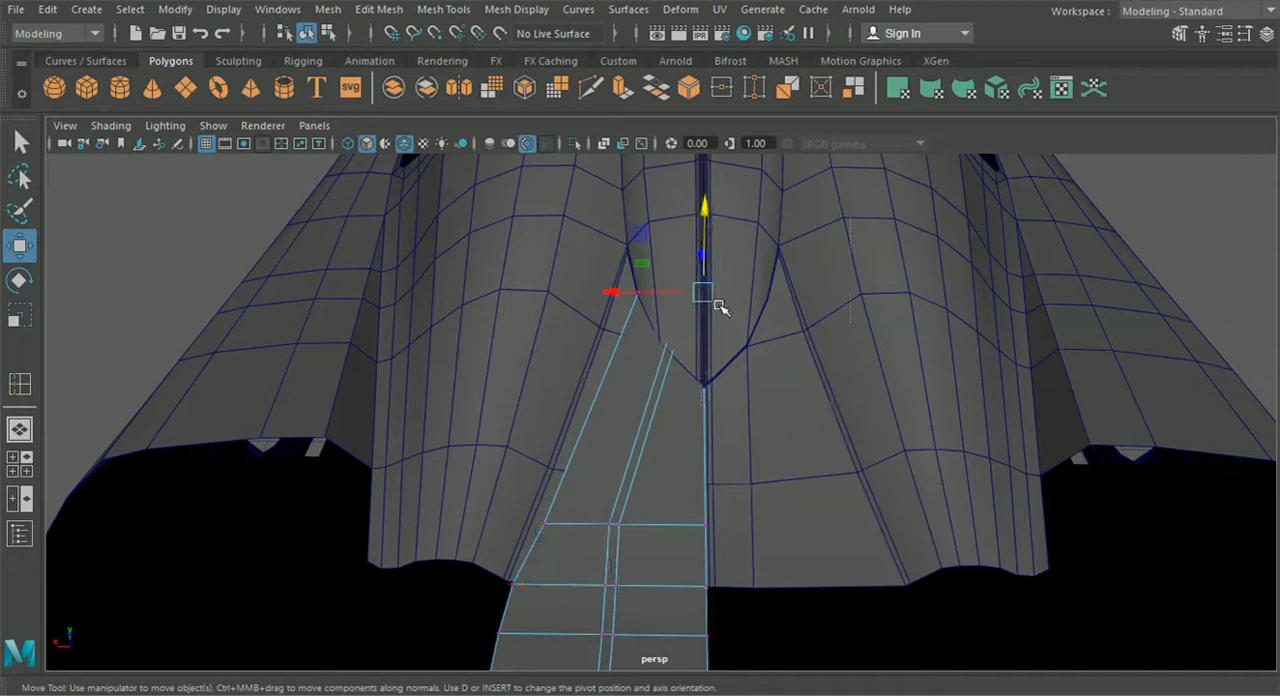 File Edit Create Select Modify Display Windows Mesh Edit Mesh Mesh Tools Mesh Display Curves Surfaces Deform UV Generate Cache Arnold Help Workspace : Modeling - Standard
Modeling No Live Surface Sign In
Curves / Surfaces Polygons Sculpting Rigging Animation Rendering FX FX Caching Custom Arnold Bifrost MASH Motion Graphics XGen
T SVG
View Shading Lighting Show Renderer Panels
0.00 1.00 sRGB gamma
y
x
persp
M
Move Tool: Use manipulator to move object(s). Ctrl+MMB+drag to move components along normals. Use D or INSERT to change the pivot position and axis orientation.